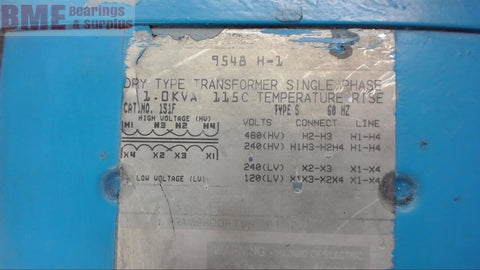 BME Bearings
& surplus
9548 H-1
DRY TYPE TRANSFORMER SINGLE PHASE
1.0KVA 115C TEMPERATURE RISE
CAT.NO. 1S1F TYPE S 60 HZ
HIGH VOLTAGE (HV) VOLTS CONNECT LINE
H1 H3 H2 H4
480(HV) H2-H3 H1-H4
240(HV) H1H3-H2H4 H1-H4
X4 X2 X3 X1
240(LV) X2-X3 X1-X4
LOW VOLTAGE (LV) 120(LV) X1X3-X2X4 X1-X4
WARNING - HAZARD OF ELECTRIC